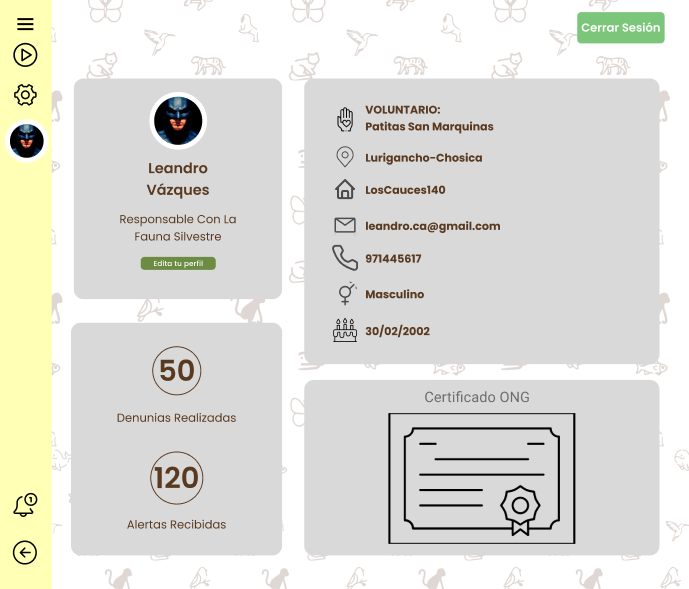 Cerrar Sesión
Leandro
Vázques
Responsable Con La
Fauna Silvestre
Edita tu perfil
VOLUNTARIO:
Patitas San Marquinas
Lurigancho-Chosica
LosCauces140
leandro.ca@gmail.com
971445617
Masculino
30/02/2002
50
Denunias Realizadas
120
Alertas Recibidas
Certificado ONG
1